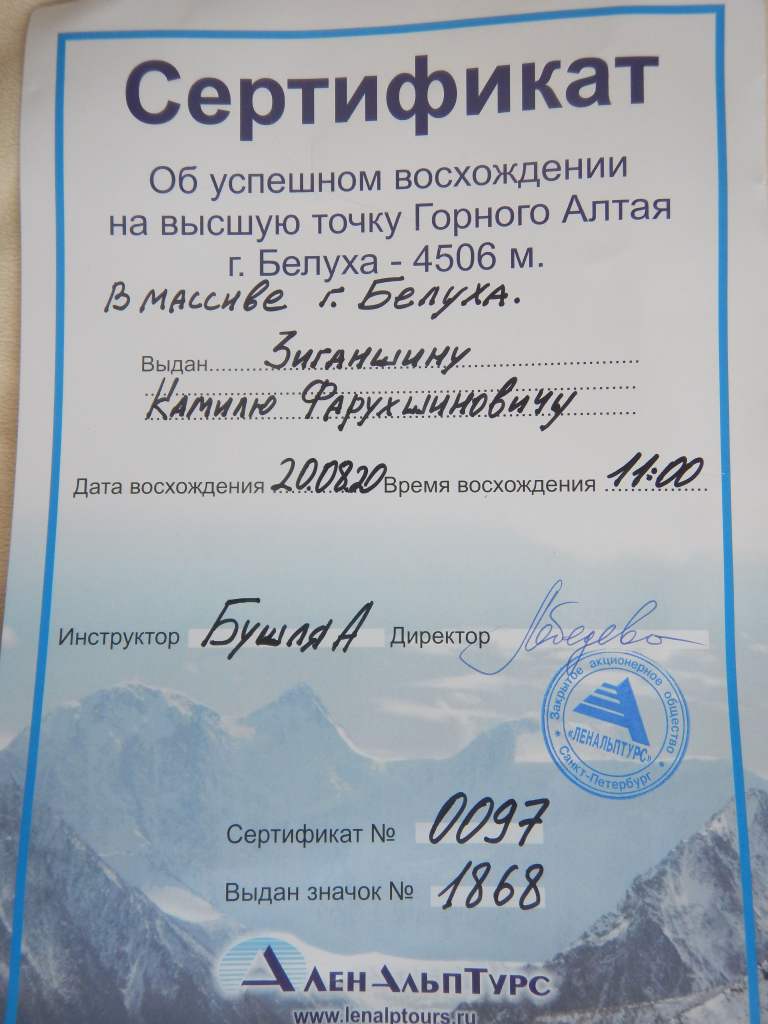 Сертификат
Об успешном восхождении
на высшую точку Горного Алтая
г. Белуха - 4506 м.
В массиве г. Белуха.
Выдан Зиганшину
Камилю Фарухшиновичу
Дата восхождения 20.08.20 Время восхождения 11:00
Инструктор Бушля А Директор Лебедева
Закрытое акционерное общество
«ЛЕНАЛЬПТУРС»
Санкт-Петербург
Сертификат № 0097
Выдан значок № 1868
АЛЕНАЛЬПТУРС
www.lenalptours.ru